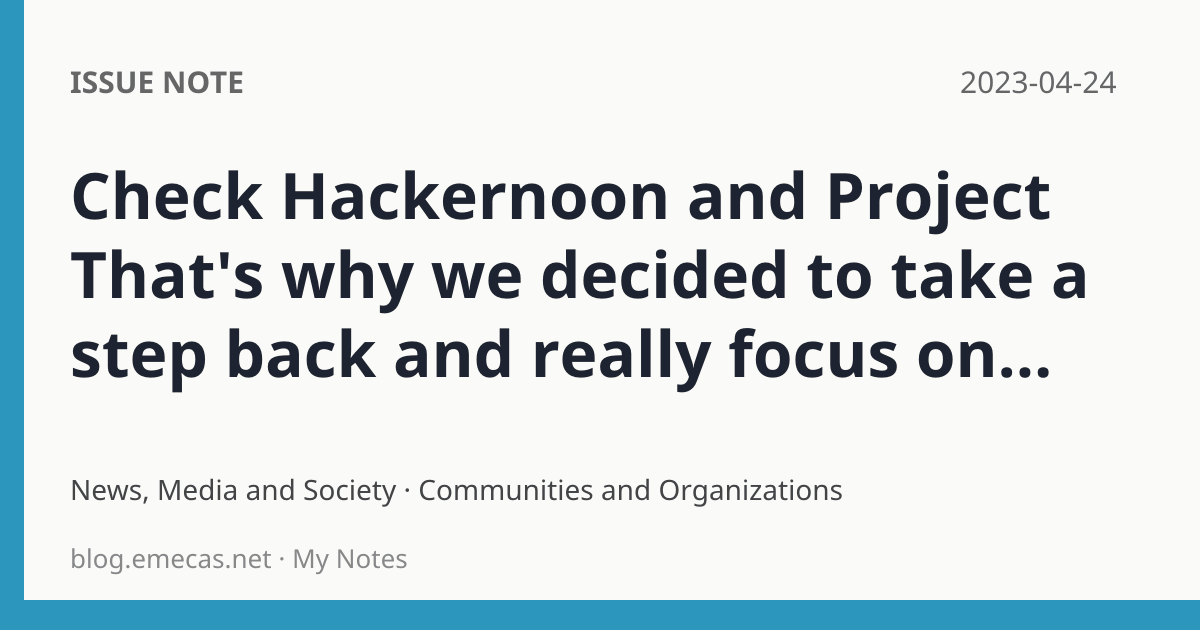 ISSUE NOTE
2023-04-24
Check Hackernoon and Project
That's why we decided to take a
step back and really focus on...
News, Media and Society · Communities and Organizations
blog.emecas.net · My Notes